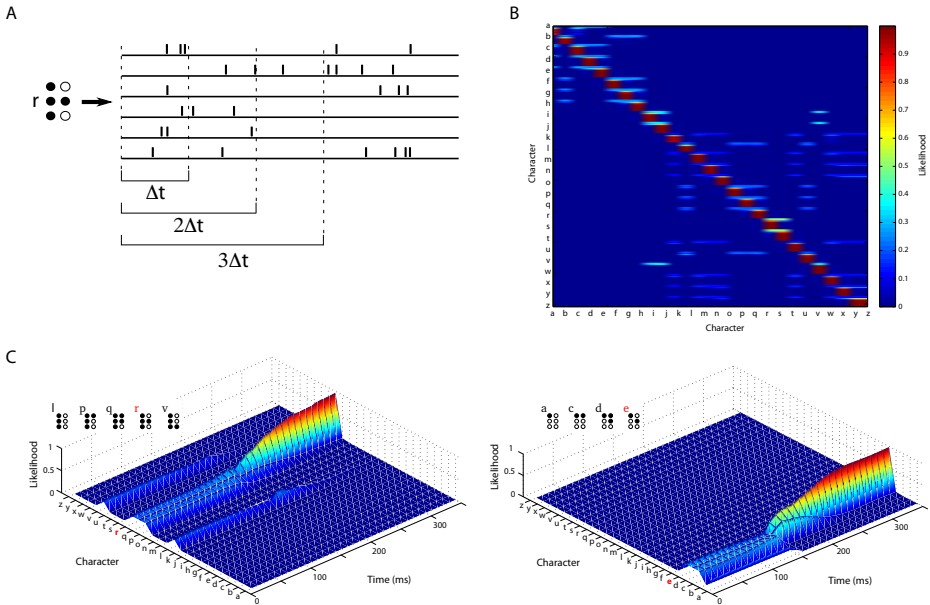 A
r
Δt
2Δt
3Δt
B
Character
a
b
c
d
e
f
g
h
i
j
k
l
m
n
o
p
q
r
s
t
u
v
w
x
y
z
a b c d e f g h i j k l m n o p q r s t u v w x y z
Character
0.9
0.8
0.7
0.6
0.5
0.4
0.3
0.2
0.1
0
Likelihood
C
l p q r v
Likelihood
1
0.5
0
z y x w v u t s r q p o n m l k j i h g f e d c b a
Character
0
100
200
300
Time (ms)
a c d e
Likelihood
1
0.5
0
z y x w v u t s r q p o n m l k j i h g f e d c b a
Character
0
100
200
300
Time (ms)